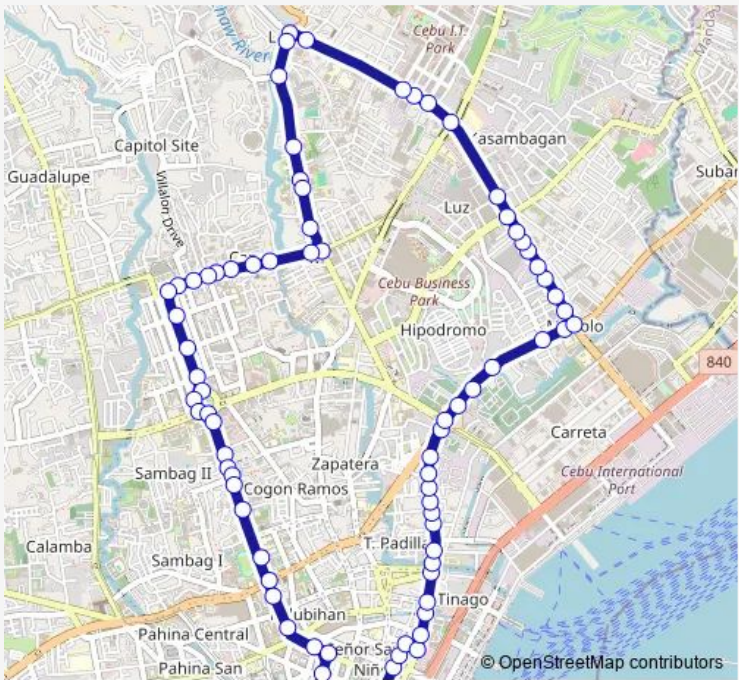 Cebu I.T.
Park
Capitol Site
Guadalupe
Villalon Drive
Luz
Cebu Business
Park
Hipodromo
840
Carreta
Zapatera
Sambag II
Cogon Ramos
Cebu International
Port
T. Padilla
Calamba
Sambag I
Tinago
Pahina Central
Pahina San
© OpenStreetMap contributors